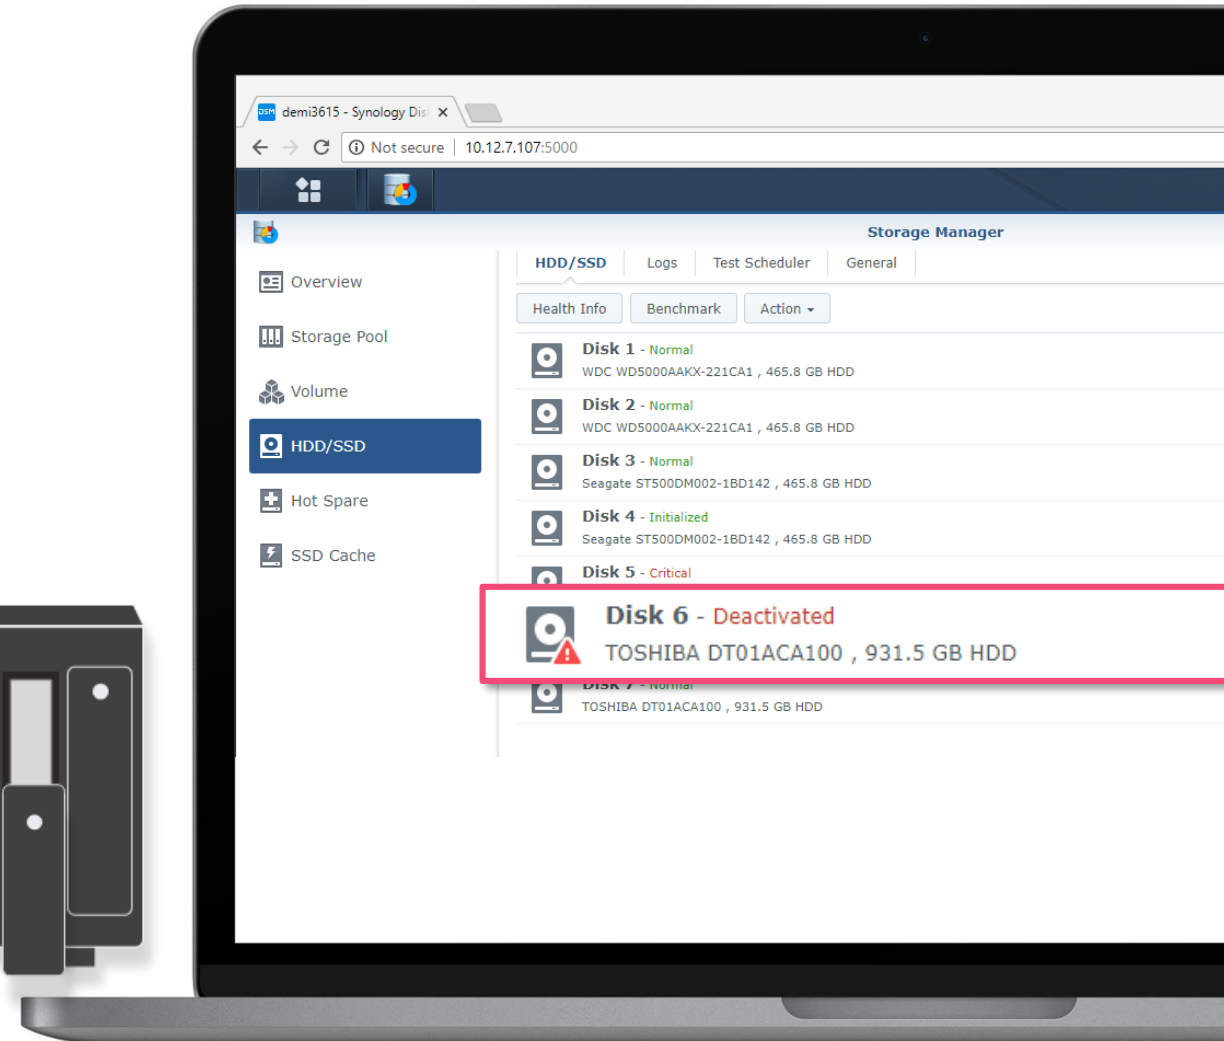 DSM demi3615 - Synology Dis
Not secure 10.12.7.107:5000
Storage Manager
Overview
Storage Pool
Volume
HDD/SSD
Hot Spare
SSD Cache
HDD/SSD Logs Test Scheduler General
Health Info Benchmark Action
Disk 1 - Normal
WDC WD5000AAKX-221CA1 , 465.8 GB HDD
Disk 2 - Normal
WDC WD5000AAKX-221CA1 , 465.8 GB HDD
Disk 3 - Normal
Seagate ST500DM002-1BD142 , 465.8 GB HDD
Disk 4 - Initialized
Seagate ST500DM002-1BD142 , 465.8 GB HDD
Disk 5 - Critical
Disk 6 - Deactivated
TOSHIBA DT01ACA100 , 931.5 GB HDD
Disk 7 - Normal
TOSHIBA DT01ACA100 , 931.5 GB HDD